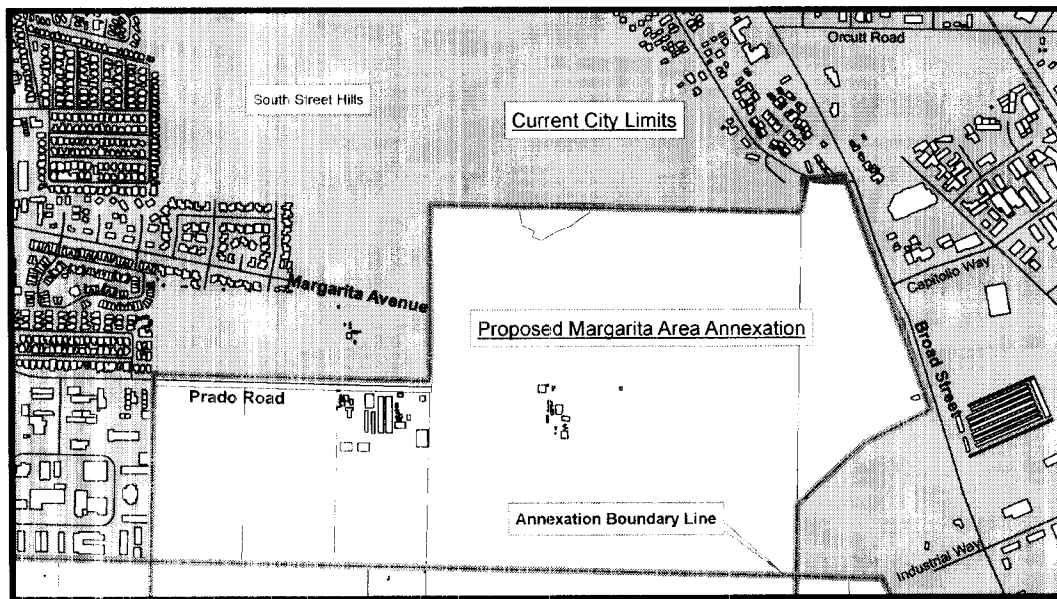 Orcutt Road
South Street Hills
Current City Limits
Capitolio Way
Margarita Avenue
Proposed Margarita Area Annexation
Broad Street
Prado Road
Annexation Boundary Line
Industrial Way